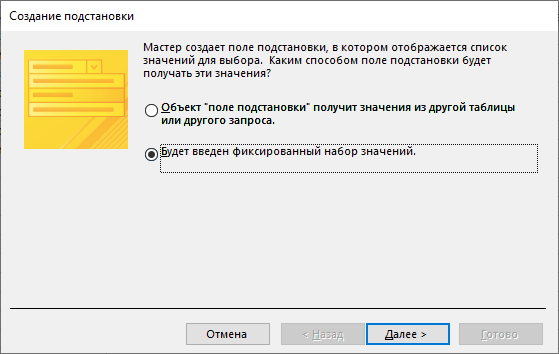 Создание подстановки
Мастер создает поле подстановки, в котором отображается список
значений для выбора. Каким способом поле подстановки будет
получать эти значения?
Объект "поле подстановки" получит значения из другой таблицы
или другого запроса.
Будет введен фиксированный набор значений.
Отмена
< Назад
Далее >
Готово